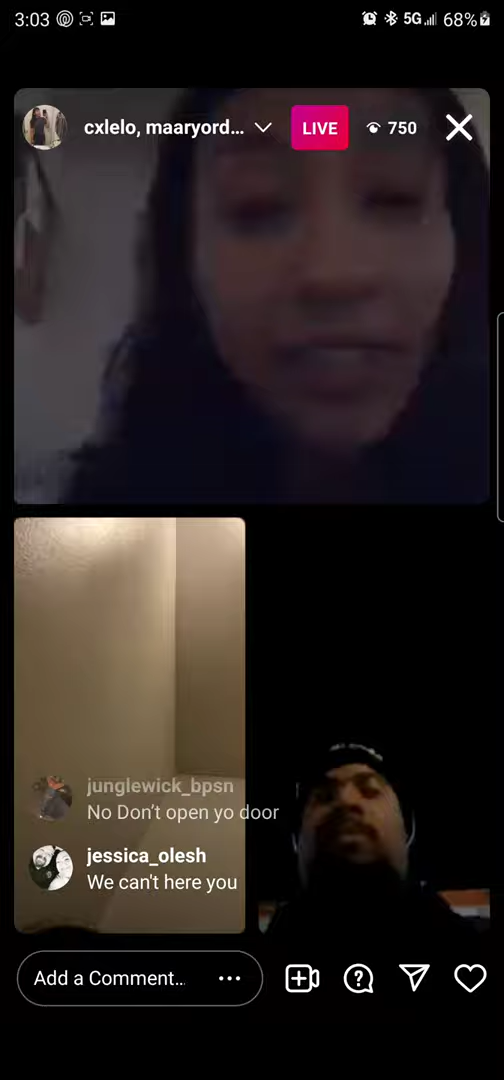 3:03
5G
68%
cxlelo, maaryord...
LIVE
750
junglewick_bpsn
No Don't open yo door
jessica_olesh
We can't here you
Add a Comment...